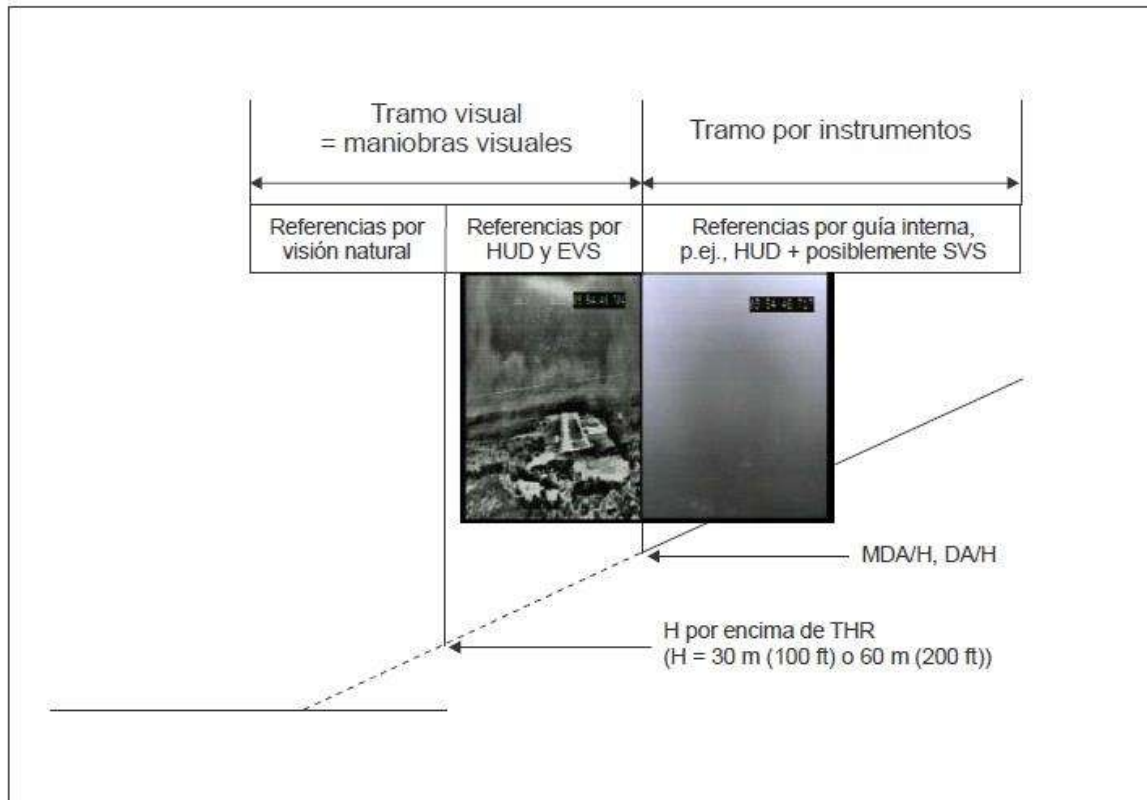 Tramo visual
= maniobras visuales
Tramo por instrumentos
Referencias por
visión natural
Referencias por
HUD y EVS
Referencias por guía interna,
p.ej., HUD + posiblemente SVS
MDA/H, DA/H
H por encima de THR
(H = 30 m (100 ft) o 60 m (200 ft))